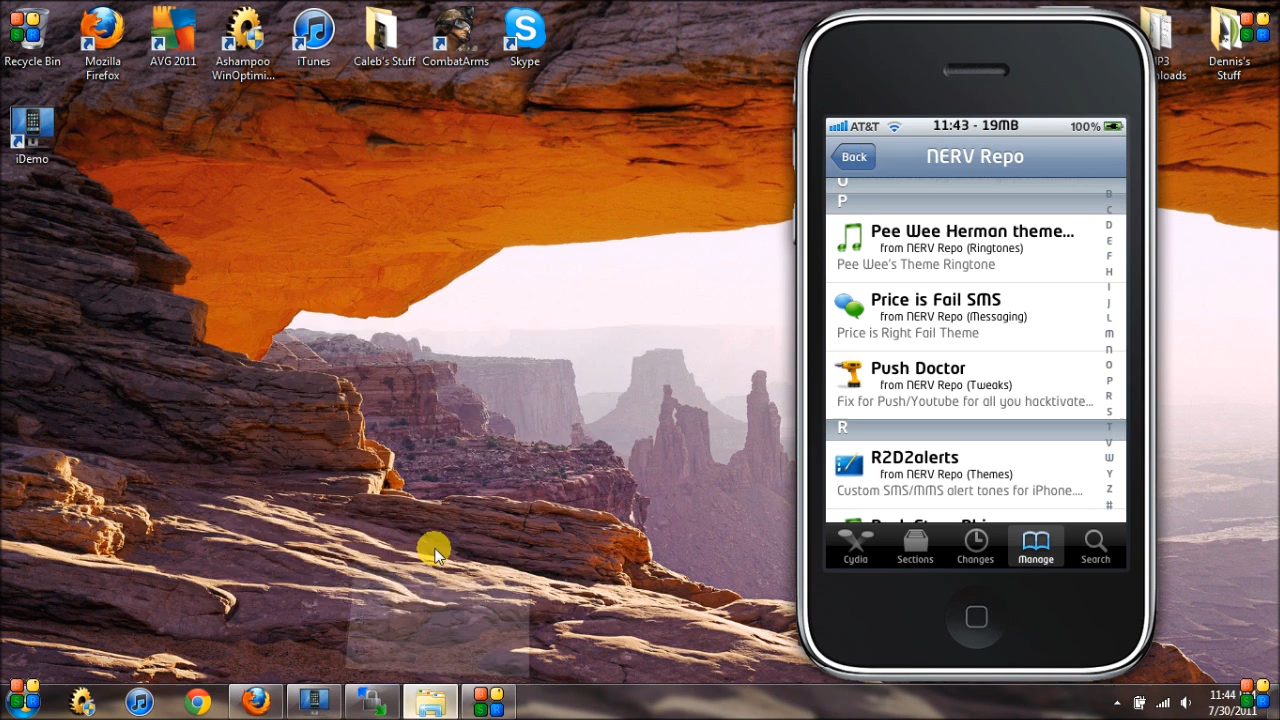 Recycle Bin
Mozilla
Firefox
AVG 2011
Ashampoo
WinOptimi...
iTunes
Caleb's Stuff
CombatArms
Skype
Dennis's
Stuff
iDemo
AT&T
11:43 - 19MB
100%
Back
NERV Repo
P
Pee Wee Herman theme...
from NERV Repo (Ringtones)
Pee Wee's Theme Ringtone
Price is Fail SMS
from NERV Repo (Messaging)
Price is Right Fail Theme
Push Doctor
from NERV Repo (Tweaks)
Fix for Push/Youtube for all you hacktivate...
R
R2D2alerts
from NERV Repo (Themes)
Custom SMS/MMS alert tones for iPhone....
B
C
D
E
F
H
I
J
L
M
N
O
P
R
S
T
V
W
Y
Z
#
Cydia
Sections
Changes
Manage
Search
11:44
7/30/2011